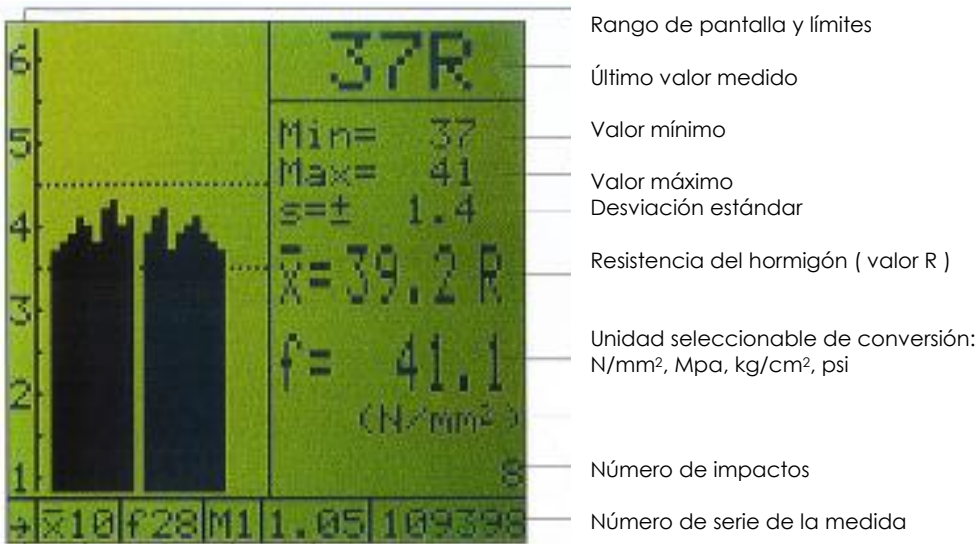 6
5
4
3
2
1
37R
Min= 37
Max= 41
s=± 1.4
x̄=39.2 R
f= 41.1
(N/mm²)
8
→ x̄10 f28 M1 1.05 109398
Rango de pantalla y límites
Último valor medido
Valor mínimo
Valor máximo
Desviación estándar
Resistencia del hormigón ( valor R )
Unidad seleccionable de conversión:
N/mm², Mpa, kg/cm², psi
Número de impactos
Número de serie de la medida